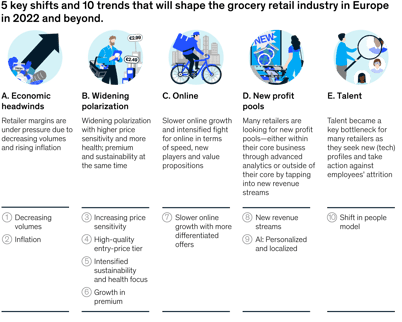 5 key shifts and 10 trends that will shape the grocery retail industry in Europe
in 2022 and beyond.
€2.99
€2.45
NEW
A. Economic
headwinds
Retailer margins are
under pressure due to
decreasing volumes
and rising inflation
B. Widening
polarization
Widening polarization
with higher price
sensitivity and more
health; premium
and sustainability at
the same time
C. Online
Slower online growth
and intensified fight
for online in terms
of speed, new
players and value
propositions
D. New profit
pools
Many retailers are
looking for new profit
pools—either within
their core business
through advanced
analytics or outside of
their core by tapping
into new revenue
streams
E. Talent
Talent became a
key bottleneck for
many retailers as
they seek new (tech)
profiles and take
action against
employees' attrition
1 Decreasing
volumes
2 Inflation
3 Increasing price
sensitivity
4 High-quality
entry-price tier
5 Intensified
sustainability
and health focus
6 Growth in
premium
7 Slower online
growth with more
differentiated
offers
8 New revenue
streams
9 AI: Personalized
and localized
10 Shift in people
model